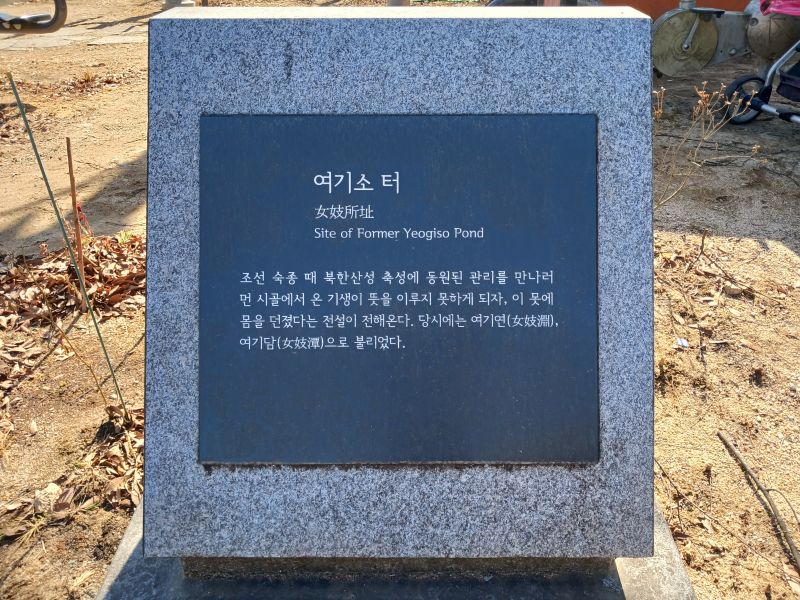 여기소 터
女妓所址
Site of Former Yeogiso Pond
조선 숙종 때 북한산성 축성에 동원된 관리를 만나러
먼 시골에서 온 기생이 뜻을 이루지 못하게 되자, 이 못에
몸을 던졌다는 전설이 전해온다. 당시에는 여기연(女妓淵),
여기담(女妓潭)으로 불리었다.